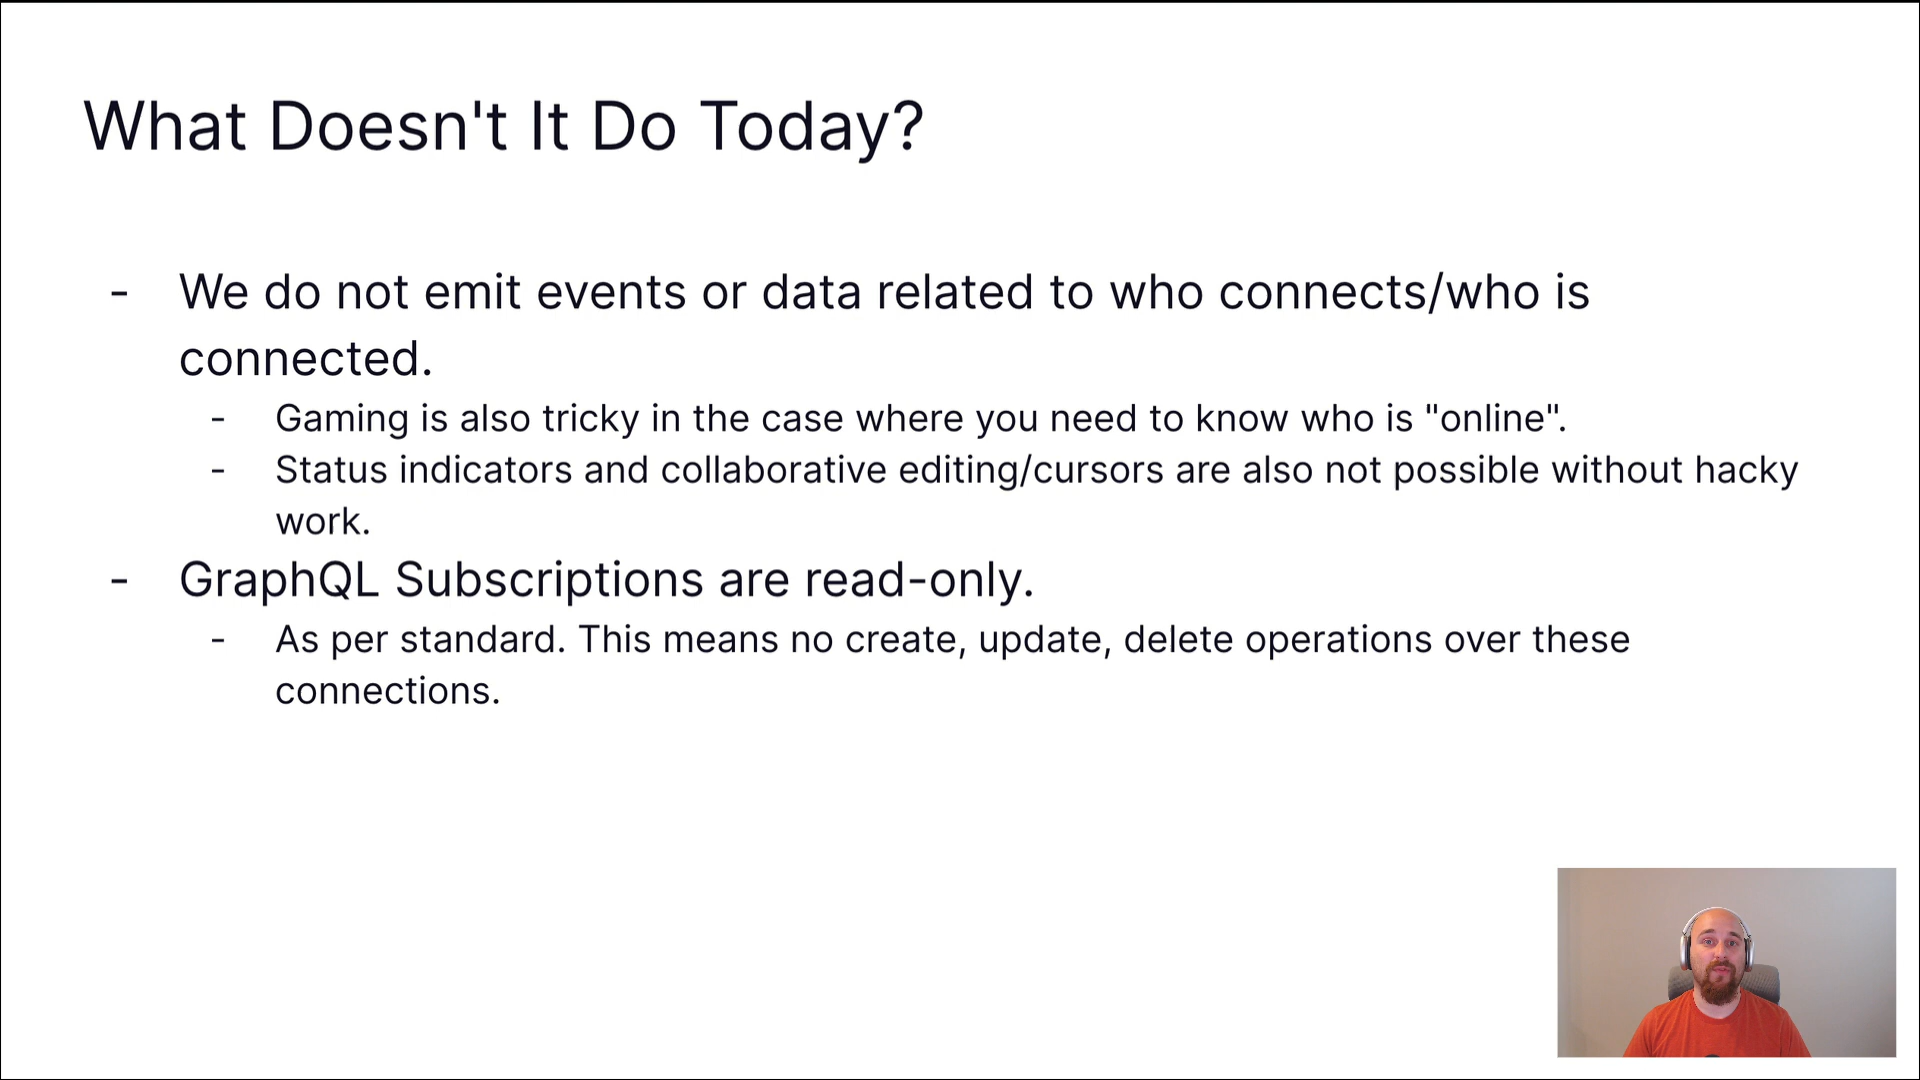 What Doesn't It Do Today?
- We do not emit events or data related to who connects/who is
connected.
- Gaming is also tricky in the case where you need to know who is "online".
- Status indicators and collaborative editing/cursors are also not possible without hacky
work.
- GraphQL Subscriptions are read-only.
- As per standard. This means no create, update, delete operations over these
connections.